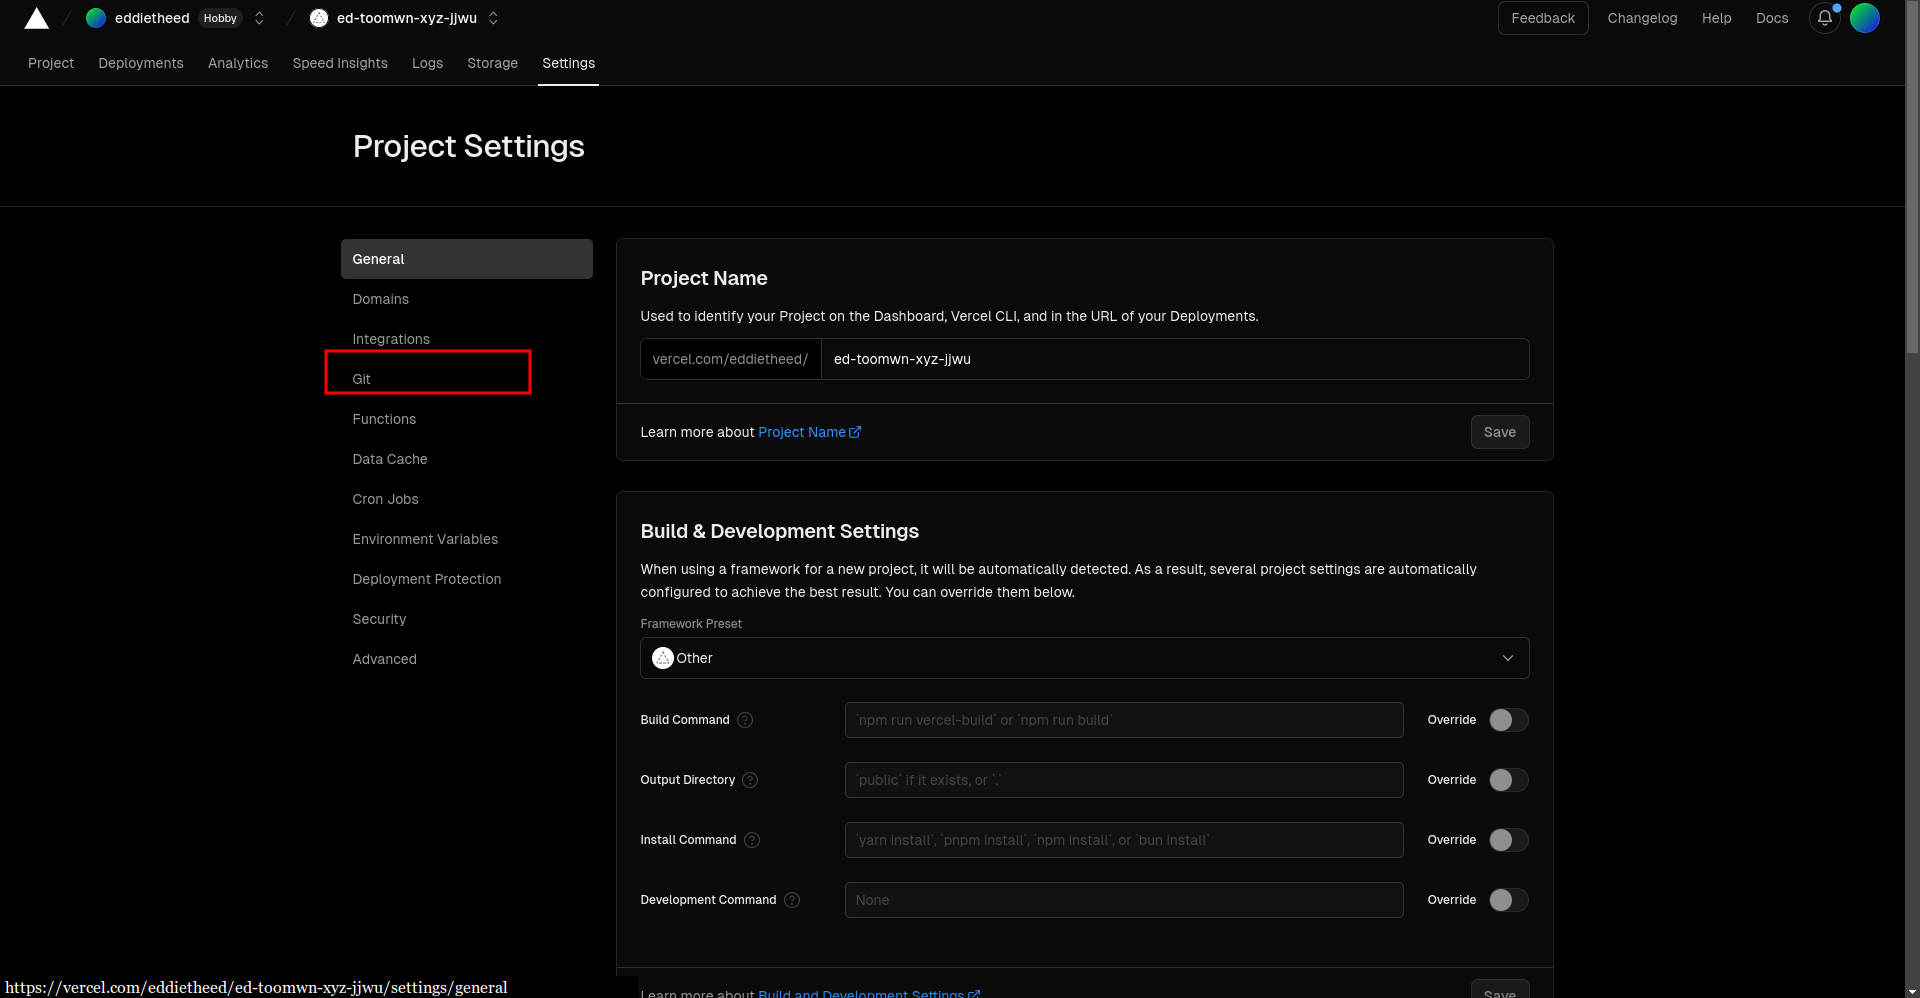 eddietheed Hobby ed-toomwn-xyz-jjwu Feedback Changelog Help Docs
Project Deployments Analytics Speed Insights Logs Storage Settings
Project Settings
General
Domains
Integrations
Git
Functions
Data Cache
Cron Jobs
Environment Variables
Deployment Protection
Security
Advanced
Project Name
Used to identify your Project on the Dashboard, Vercel CLI, and in the URL of your Deployments.
vercel.com/eddietheed/ ed-toomwn-xyz-jjwu
Learn more about Project Name Save
Build & Development Settings
When using a framework for a new project, it will be automatically detected. As a result, several project settings are automatically
configured to achieve the best result. You can override them below.
Framework Preset
Other
Build Command ? `npm run vercel-build` or `npm run build` Override
Output Directory ? `public` if it exists, or `.` Override
Install Command ? `yarn install`, `pnpm install`, `npm install`, or `bun install` Override
Development Command ? None Override
Learn more about Build and Development Settings Save
https://vercel.com/eddietheed/ed-toomwn-xyz-jjwu/settings/general